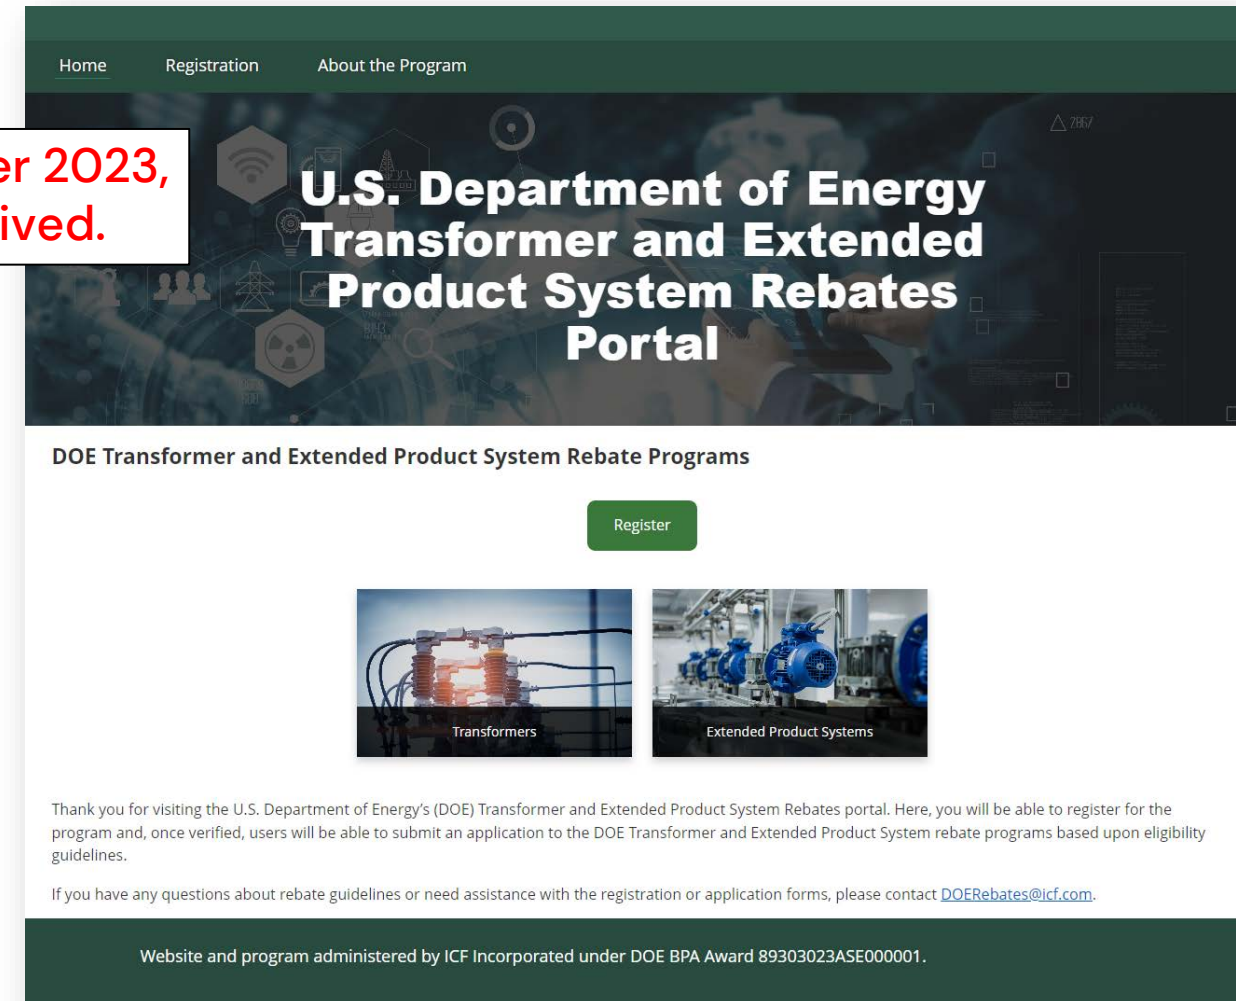 Home Registration About the Program
2023,
U.S. Department of Energy
Transformer and Extended
Product System Rebates
Portal
DOE Transformer and Extended Product System Rebate Programs
Register
Transformers Extended Product Systems
Thank you for visiting the U.S. Department of Energy’s (DOE) Transformer and Extended Product System Rebates portal. Here, you will be able to register for the
program and, once verified, users will be able to submit an application to the DOE Transformer and Extended Product System rebate programs based upon eligibility
guidelines.
If you have any questions about rebate guidelines or need assistance with the registration or application forms, please contact DOERebates@icf.com.
Website and program administered by ICF Incorporated under DOE BPA Award 89303023ASE000001.